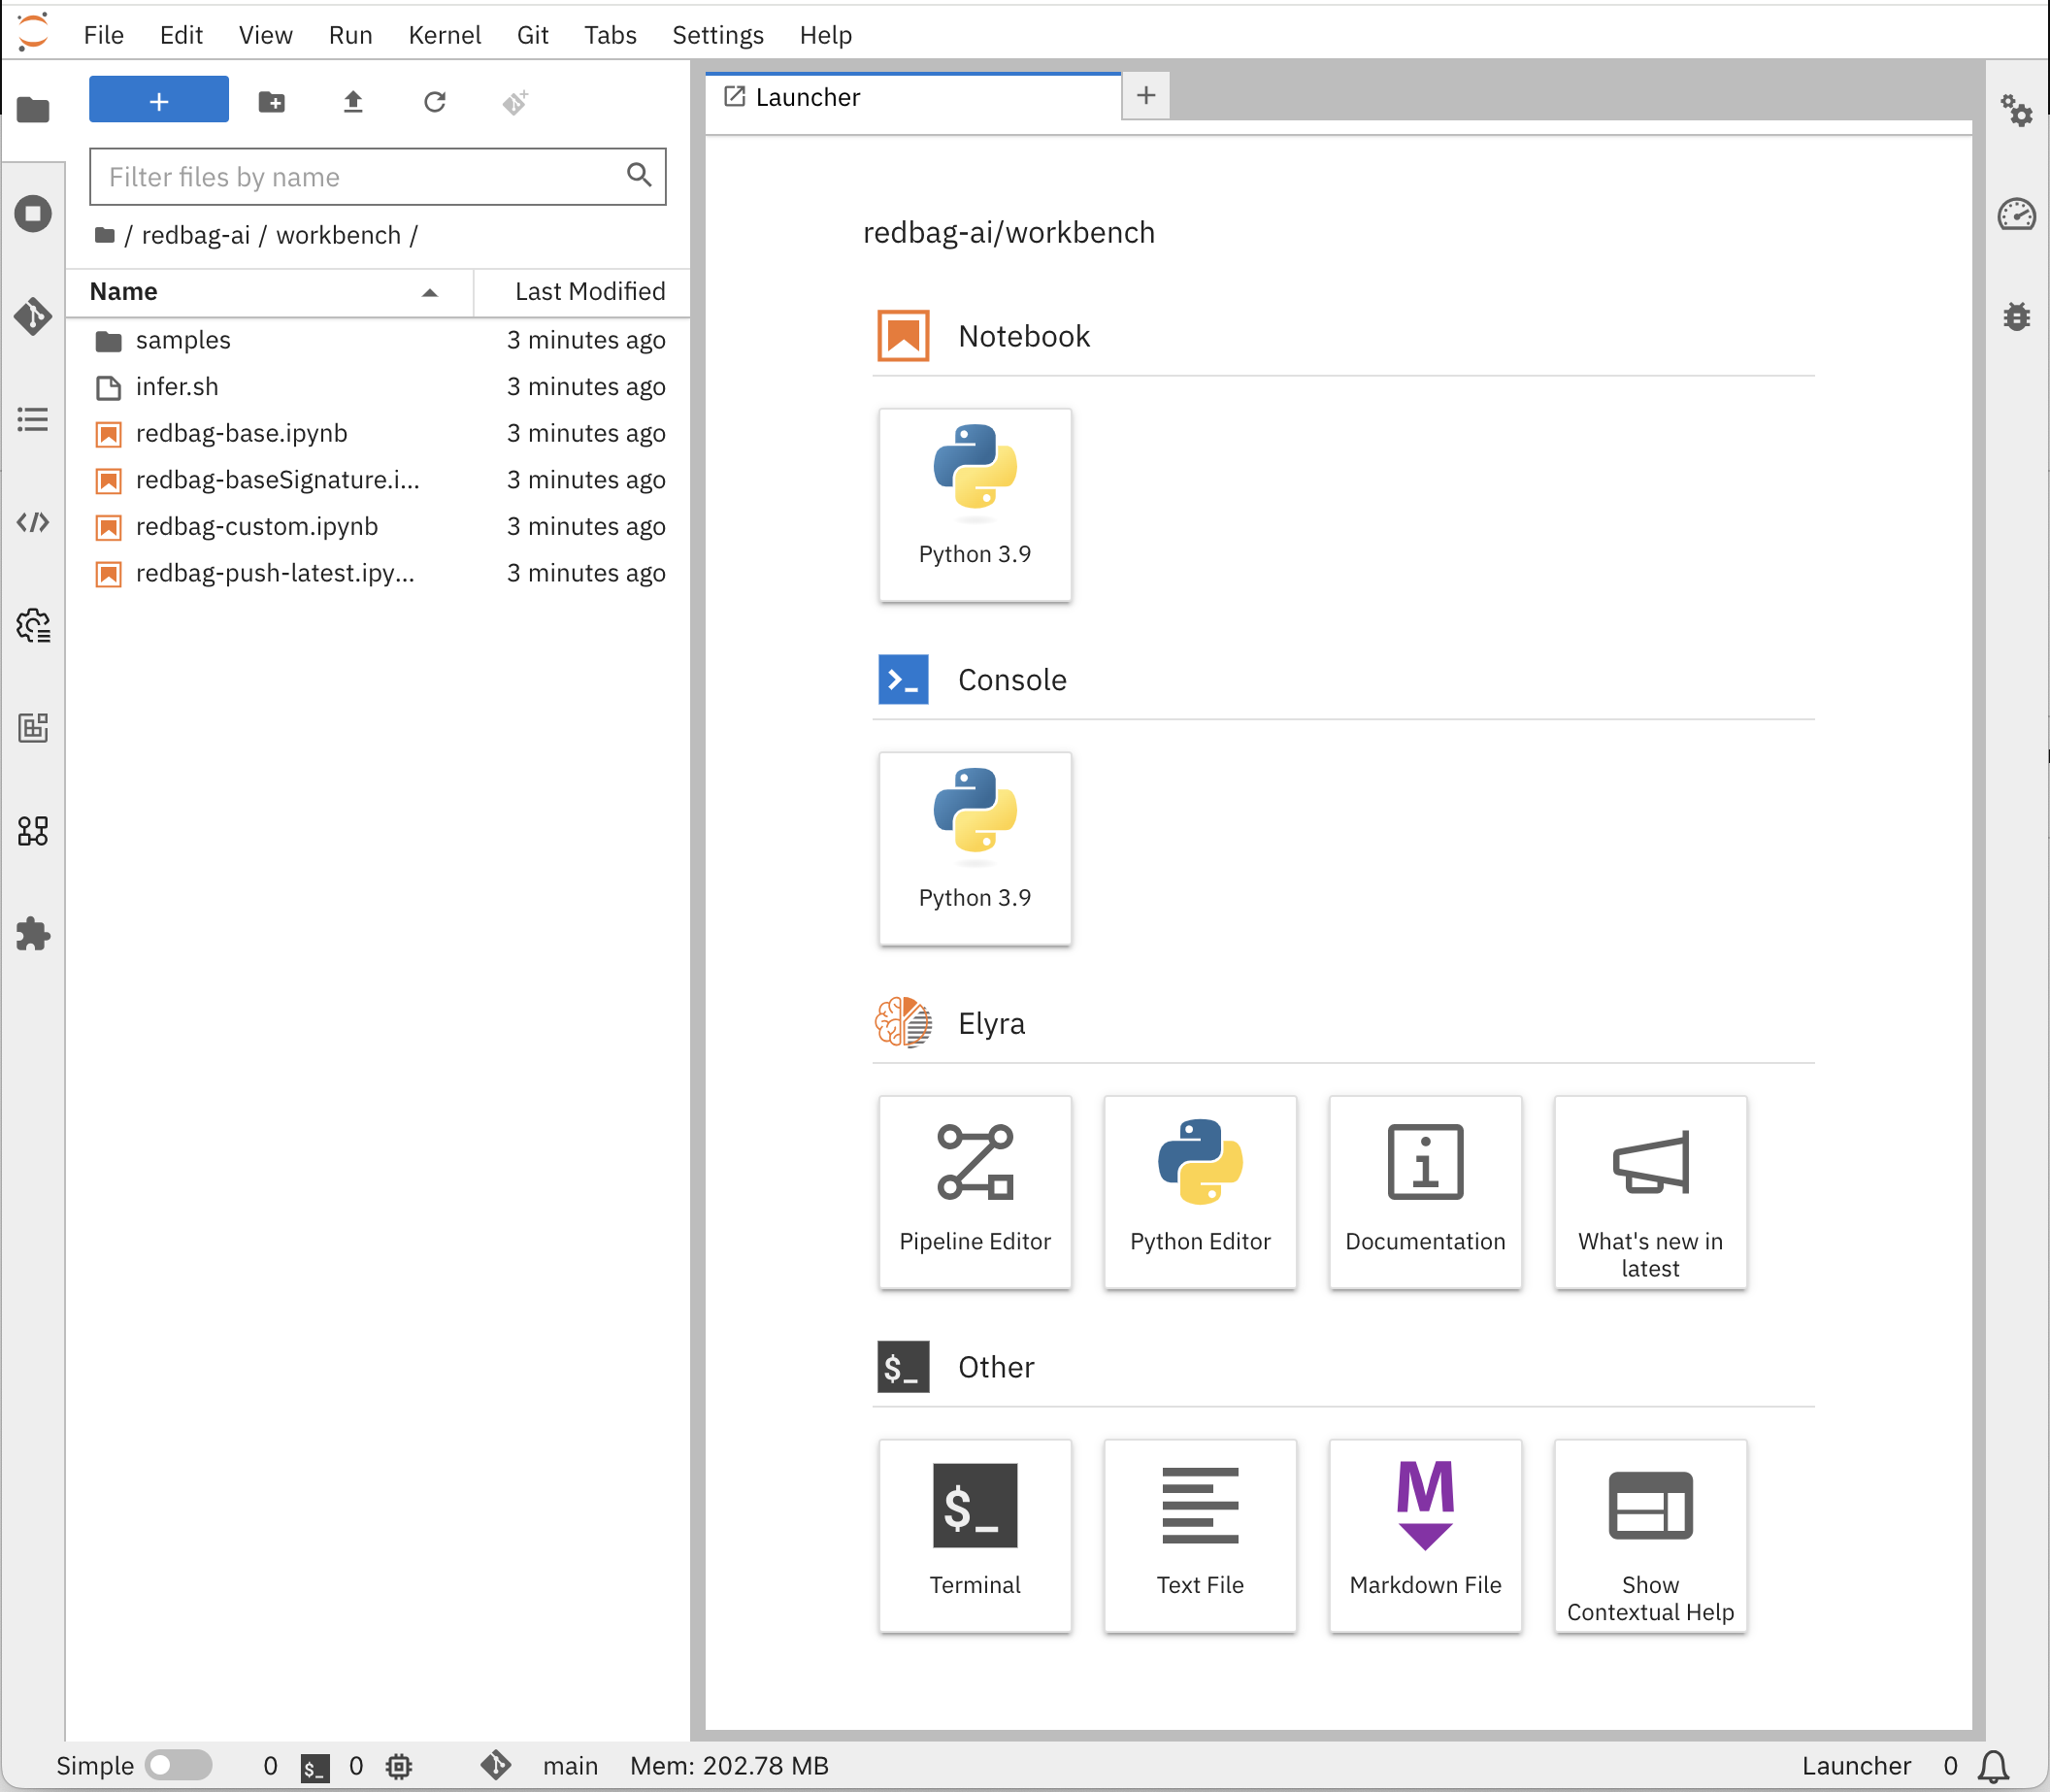 File Edit View Run Kernel Git Tabs Settings Help
Launcher
Filter files by name
/ redbag-ai / workbench /
Name Last Modified
samples 3 minutes ago
infer.sh 3 minutes ago
redbag-base.ipynb 3 minutes ago
redbag-baseSignature.i... 3 minutes ago
redbag-custom.ipynb 3 minutes ago
redbag-push-latest.ipy... 3 minutes ago
redbag-ai/workbench
Notebook
Python 3.9
Console
Python 3.9
Elyra
Pipeline Editor
Python Editor
Documentation
What's new in
latest
$_ Other
$_
Terminal
Text File
M
Markdown File
Show
Contextual Help
Simple 0 $_ 0 main Mem: 202.78 MB Launcher 0